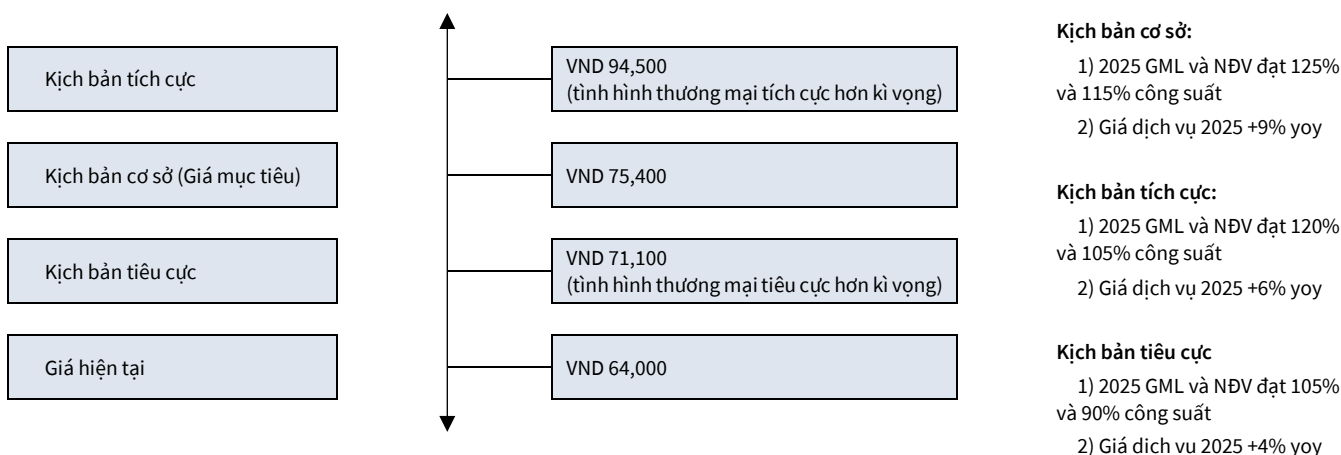 Kịch bản tích cực
VND 94,500
(tình hình thương mại tích cực hơn kì vọng)
Kịch bản cơ sở (Giá mục tiêu)
VND 75,400
Kịch bản tiêu cực
VND 71,100
(tình hình thương mại tiêu cực hơn kì vọng)
Giá hiện tại
VND 64,000
Kịch bản cơ sở:
1) 2025 GML và NĐV đạt 125%
và 115% công suất
2) Giá dịch vụ 2025 +9% yoy
Kịch bản tích cực:
1) 2025 GML và NĐV đạt 120%
và 105% công suất
2) Giá dịch vụ 2025 +6% yoy
Kịch bản tiêu cực
1) 2025 GML và NĐV đạt 105%
và 90% công suất
2) Giá dịch vụ 2025 +4% yoy